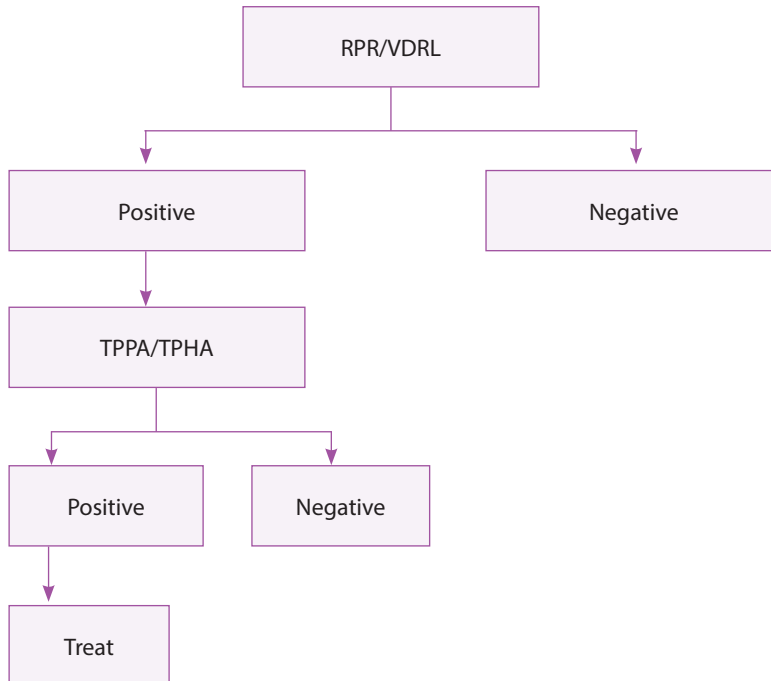 RPR/VDRL
Positive
Negative
TPPA/TPHA
Positive
Negative
Treat